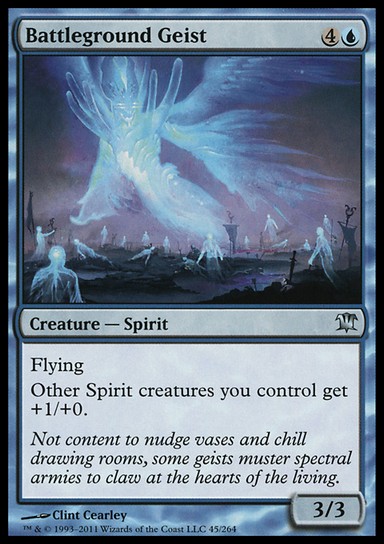 Battleground Geist 4
Creature — Spirit
Flying
Other Spirit creatures you control get
+1/+0.
Not content to nudge vases and chill
drawing rooms, some geists muster spectral
armies to claw at the hearts of the living.
3/3
Clint Cearley
™ & © 1993–2011 Wizards of the Coast LLC 45/264